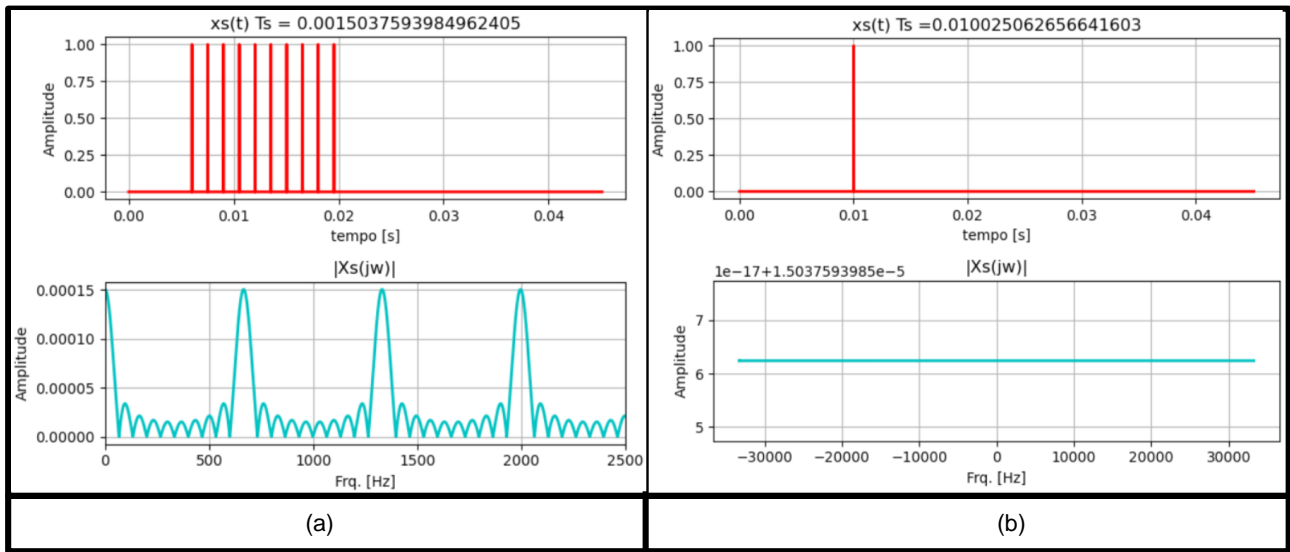 xs(t) Ts = 0.0015037593984962405
1.00
0.75
0.50
0.25
0.00
Amplitude
0.00 0.01 0.02 0.03 0.04
tempo [s]
|Xs(jw)|
0.00015
0.00010
0.00005
0.00000
Amplitude
0 500 1000 1500 2000 2500
Frq. [Hz]
(a)
xs(t) Ts =0.010025062656641603
1.00
0.75
0.50
0.25
0.00
Amplitude
0.00 0.01 0.02 0.03 0.04
tempo [s]
1e−17+1.5037593985e−5 |Xs(jw)|
7
6
5
Amplitude
−30000 −20000 −10000 0 10000 20000 30000
Frq. [Hz]
(b)